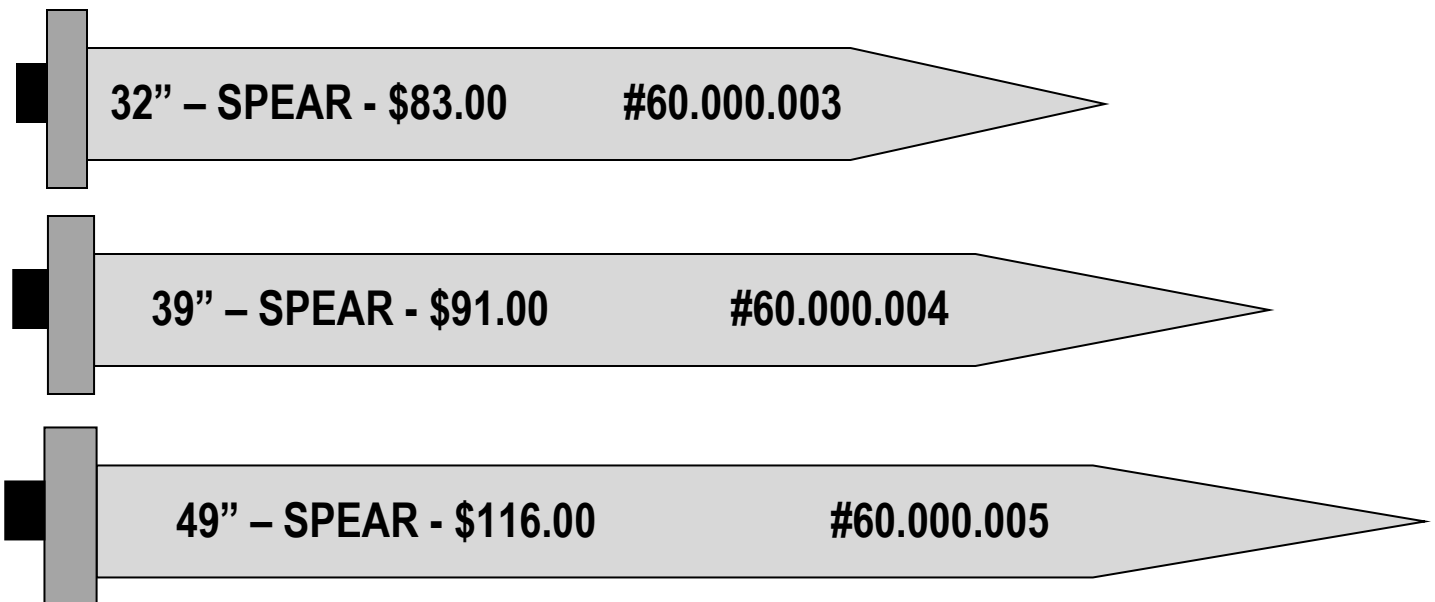 32” – SPEAR - $83.00 #60.000.003
39” – SPEAR - $91.00 #60.000.004
49” – SPEAR - $116.00 #60.000.005